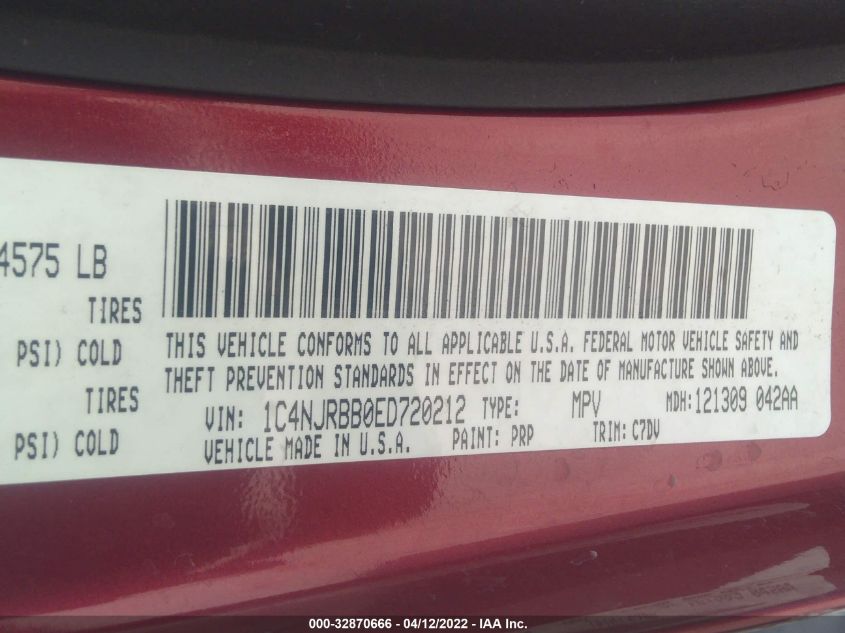 4575 LB
TIRES
PSI) COLD
TIRES
PSI) COLD
THIS VEHICLE CONFORMS TO ALL APPLICABLE U.S.A. FEDERAL MOTOR VEHICLE SAFETY AND
THEFT PREVENTION STANDARDS IN EFFECT ON THE DATE OF MANUFACTURE SHOWN ABOVE.
VIN: 1C4NJRBB0ED720212 TYPE: MPV MDH:121309 042AA
VEHICLE MADE IN U.S.A. PAINT: PRP TRIM: C7DV
000-32870666 - 04/12/2022 - IAA Inc.